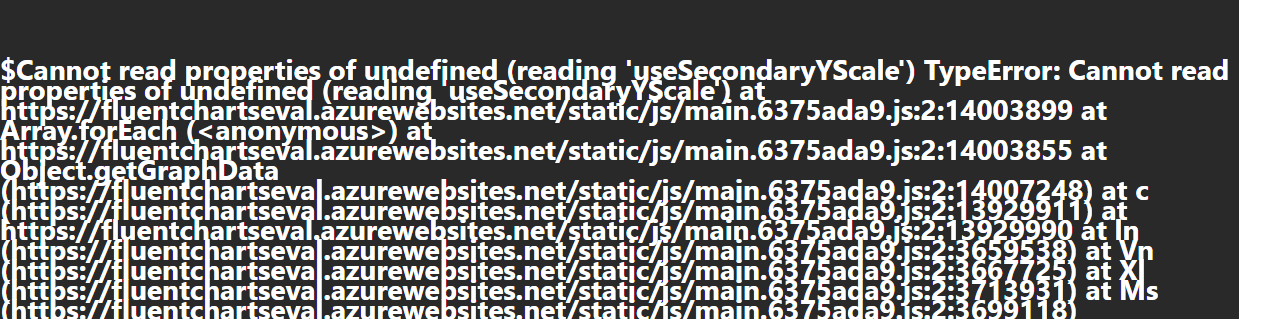 $Cannot read properties of undefined (reading 'useSecondaryYScale') TypeError: Cannot read
properties of undefined (reading 'useSecondaryYScale') at
https://fluentchartseval.azurewebsites.net/static/js/main.6375ada9.js:2:14003899 at
Array.forEach (<anonymous>) at
https://fluentchartseval.azurewebsites.net/static/js/main.6375ada9.js:2:14003855 at
Object.getGraphData
(https://fluentchartseval.azurewebsites.net/static/js/main.6375ada9.js:2:14007248) at c
(https://fluentchartseval.azurewebsites.net/static/js/main.6375ada9.js:2:13929911) at
https://fluentchartseval.azurewebsites.net/static/js/main.6375ada9.js:2:13929990 at ln
(https://fluentchartseval.azurewebsites.net/static/js/main.6375ada9.js:2:3659538) at Vn
(https://fluentchartseval.azurewebsites.net/static/js/main.6375ada9.js:2:3667725) at Xl
(https://fluentchartseval.azurewebsites.net/static/js/main.6375ada9.js:2:3713931) at Ms
(https://fluentchartseval.azurewebsites.net/static/js/main.6375ada9.js:2:3699118)